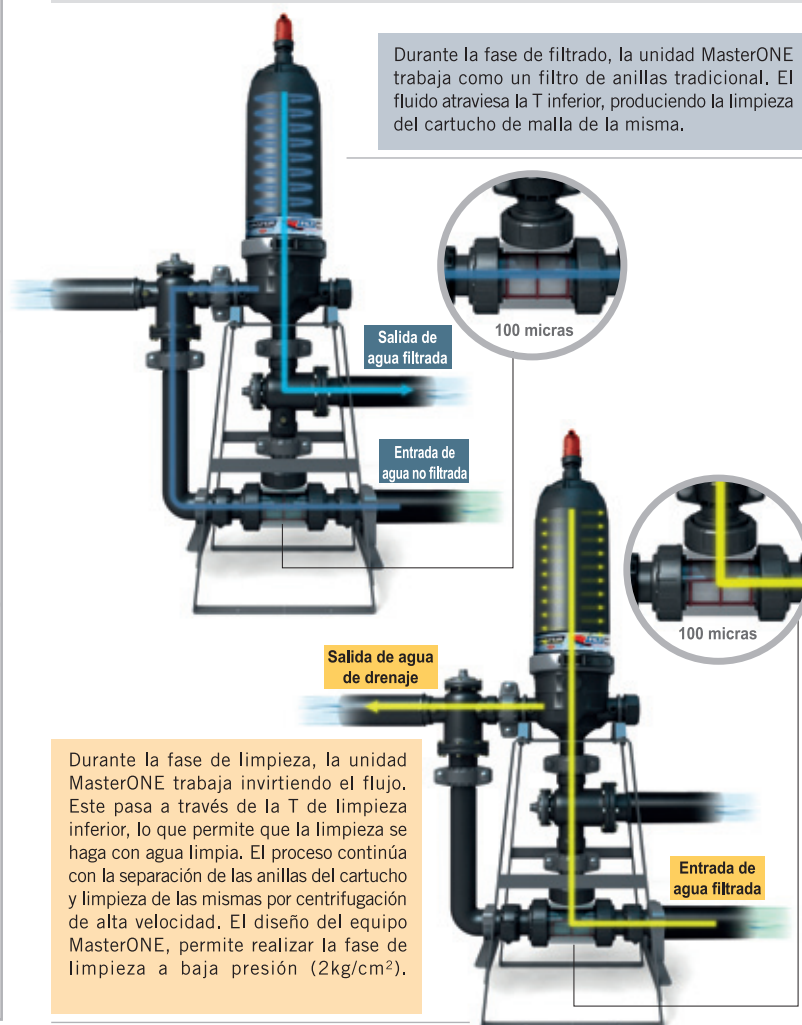 Durante la fase de filtrado, la unidad MasterONE
trabaja como un filtro de anillas tradicional. El
fluido atraviesa la T inferior, produciendo la limpieza
del cartucho de malla de la misma.
100 micras
Salida de
agua filtrada
Entrada de
agua no filtrada
100 micras
Salida de agua
de drenaje
Durante la fase de limpieza, la unidad
MasterONE trabaja invirtiendo el flujo.
Este pasa a través de la T de limpieza
inferior, lo que permite que la limpieza se
haga con agua limpia. El proceso continúa
con la separación de las anillas del cartucho
y limpieza de las mismas por centrifugación
de alta velocidad. El diseño del equipo
MasterONE, permite realizar la fase de
limpieza a baja presión (2kg/cm²).
Entrada de
agua filtrada